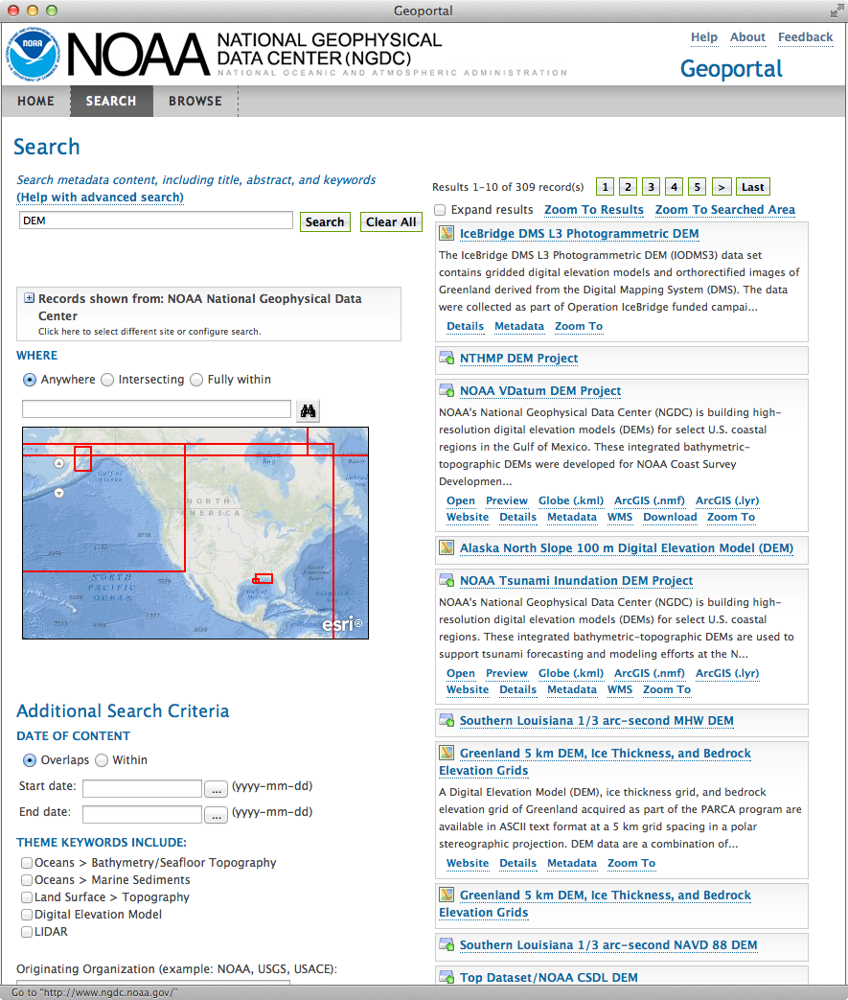 Geoportal
NOAA
NATIONAL GEOPHYSICAL
DATA CENTER (NGDC)
NATIONAL OCEANIC AND ATMOSPHERIC ADMINISTRATION
Help About Feedback
Geoportal
HOME SEARCH BROWSE
Search
Search metadata content, including title, abstract, and keywords
(Help with advanced search)
DEM Search Clear All
Records shown from: NOAA National Geophysical Data
Center
Click here to select different site or configure search.
WHERE
Anywhere Intersecting Fully within
Gulf of
Alaska
Hudson
Bay
NORTH
AMERICA
NORTH
PACIFIC
OCEAN
Gulf of
Mexico
esri
Additional Search Criteria
DATE OF CONTENT
Overlaps Within
Start date: ... (yyyy-mm-dd)
End date: ... (yyyy-mm-dd)
THEME KEYWORDS INCLUDE:
Oceans > Bathymetry/Seafloor Topography
Oceans > Marine Sediments
Land Surface > Topography
Digital Elevation Model
LIDAR
Originating Organization (example: NOAA, USGS, USACE):
Results 1-10 of 309 record(s) 1 2 3 4 5 > Last
Expand results Zoom To Results Zoom To Searched Area
IceBridge DMS L3 Photogrammetric DEM
The IceBridge DMS L3 Photogrammetric DEM (IODMS3) data set
contains gridded digital elevation models and orthorectified images of
Greenland derived from the Digital Mapping System (DMS). The data
were collected as part of Operation IceBridge funded campai...
Details Metadata Zoom To
NTHMP DEM Project
NOAA VDatum DEM Project
NOAA's National Geophysical Data Center (NGDC) is building high-
resolution digital elevation models (DEMs) for select U.S. coastal
regions in the Gulf of Mexico. These integrated bathymetric-
topographic DEMs were developed for NOAA Coast Survey
Developmen...
Open Preview Globe (.kml) ArcGIS (.nmf) ArcGIS (.lyr)
Website Details Metadata WMS Download Zoom To
Alaska North Slope 100 m Digital Elevation Model (DEM)
NOAA Tsunami Inundation DEM Project
NOAA's National Geophysical Data Center (NGDC) is building high-
resolution digital elevation models (DEMs) for select U.S. coastal
regions. These integrated bathymetric-topographic DEMs are used to
support tsunami forecasting and modeling efforts at the N...
Open Preview Globe (.kml) ArcGIS (.nmf) ArcGIS (.lyr)
Website Details Metadata WMS Zoom To
Southern Louisiana 1/3 arc-second MHW DEM
Greenland 5 km DEM, Ice Thickness, and Bedrock
Elevation Grids
A Digital Elevation Model (DEM), ice thickness grid, and bedrock
elevation grid of Greenland acquired as part of the PARCA program are
available in ASCII text format at a 5 km grid spacing in a polar
stereographic projection. DEM data are a combination of...
Website Details Metadata Zoom To
Greenland 5 km DEM, Ice Thickness, and Bedrock
Elevation Grids
Southern Louisiana 1/3 arc-second NAVD 88 DEM
Top Dataset/NOAA CSDL DEM
Go to "http://www.ngdc.noaa.gov/"